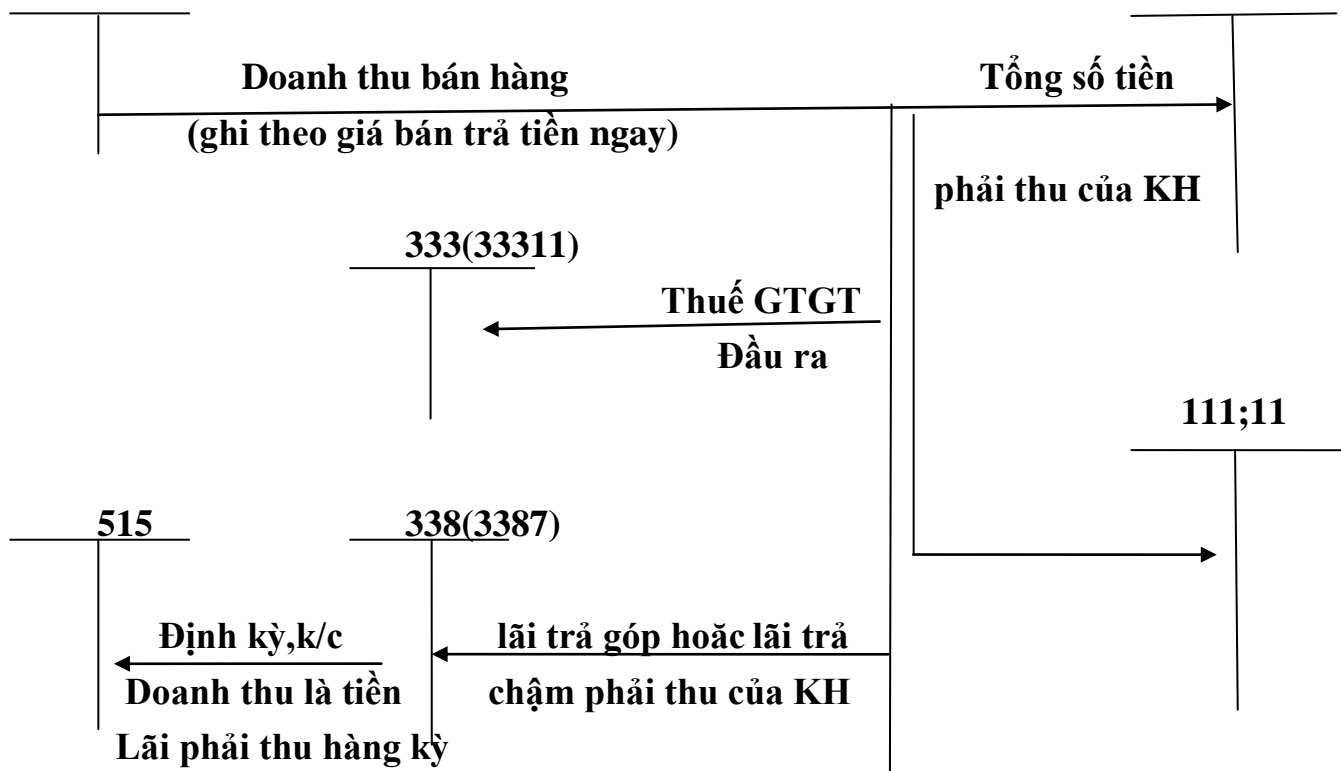 Doanh thu bán hàng
Tổng số tiền
(ghi theo giá bán trả tiền ngay)
phải thu của KH
333(33311)
Thuế GTGT
Đầu ra
111;11
515
338(3387)
Định kỳ,k/c
lãi trả góp hoăc lãi trả
Doanh thu là tiền
chậm phải thu của KH
Lãi phải thu hàng kỳ